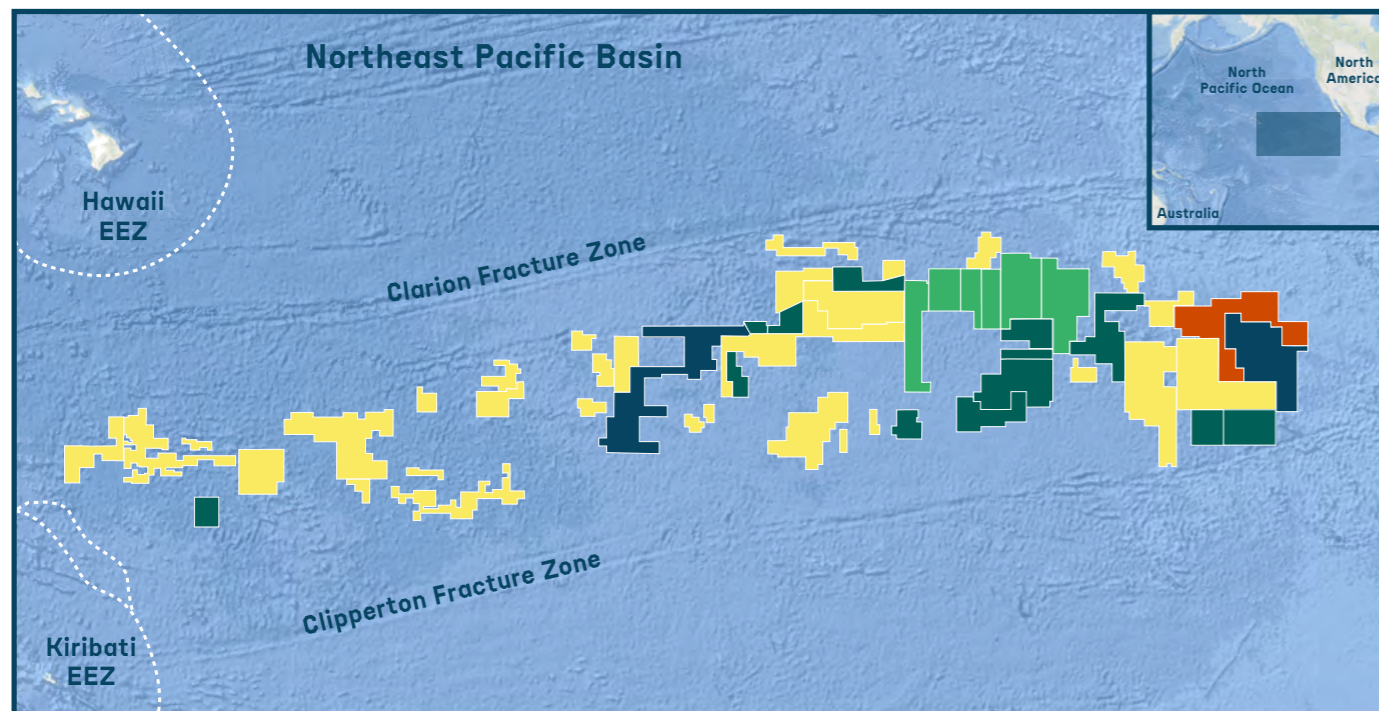 Northeast Pacific Basin
North
Pacific Ocean
North
America
Australia
Hawaii
EEZ
Clarion Fracture Zone
Clipperton Fracture Zone
Kiribati
EEZ